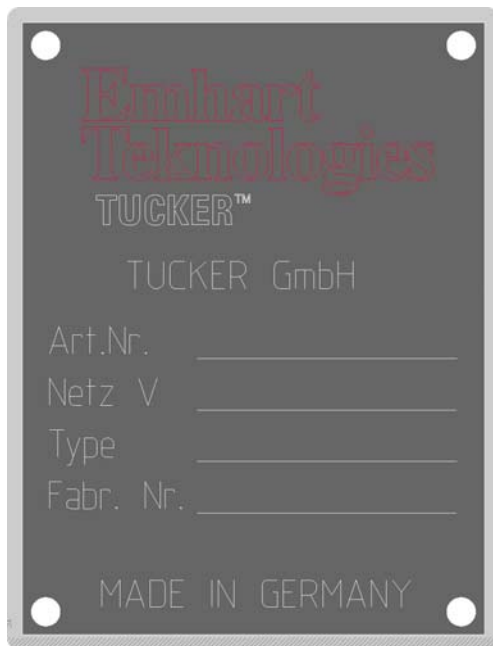 Emhart
Teknologies
TUCKER™
TUCKER GmbH
Art.Nr.
Netz V
Type
Fabr. Nr.
MADE IN GERMANY